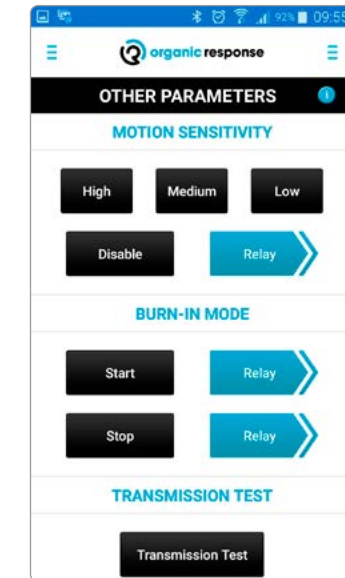 92% 09:55
organic response
OTHER PARAMETERS i
MOTION SENSITIVITY
High Medium Low
Disable Relay
BURN-IN MODE
Start Relay
Stop Relay
TRANSMISSION TEST
Transmission Test